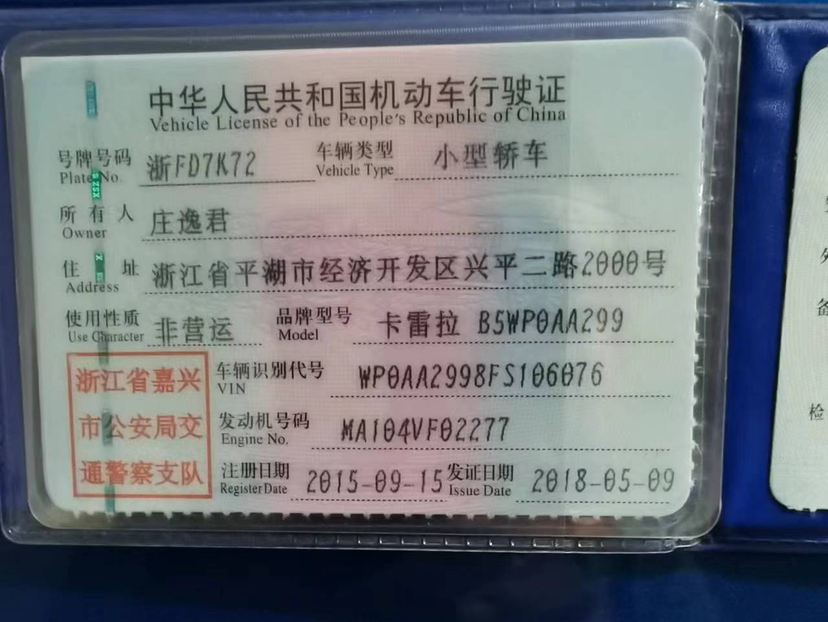 中华人民共和国机动车行驶证
Vehicle License of the People's Republic of China
号牌号码 浙FD7K72 车辆类型 小型轿车
Plate No. Vehicle Type
所有人 庄逸君
Owner
住址 浙江省平湖市经济开发区兴平二路2000号
Address
使用性质 非营运 品牌型号 卡雷拉 B5WP0AA299
Use Character Model
浙江省嘉兴
市公安局交
通警察支队
车辆识别代号 WP0AA2998FS106076
VIN
发动机号码 MA104VF02277
Engine No.
注册日期 2015-09-15 发证日期 2018-05-09
Register Date Issue Date
检